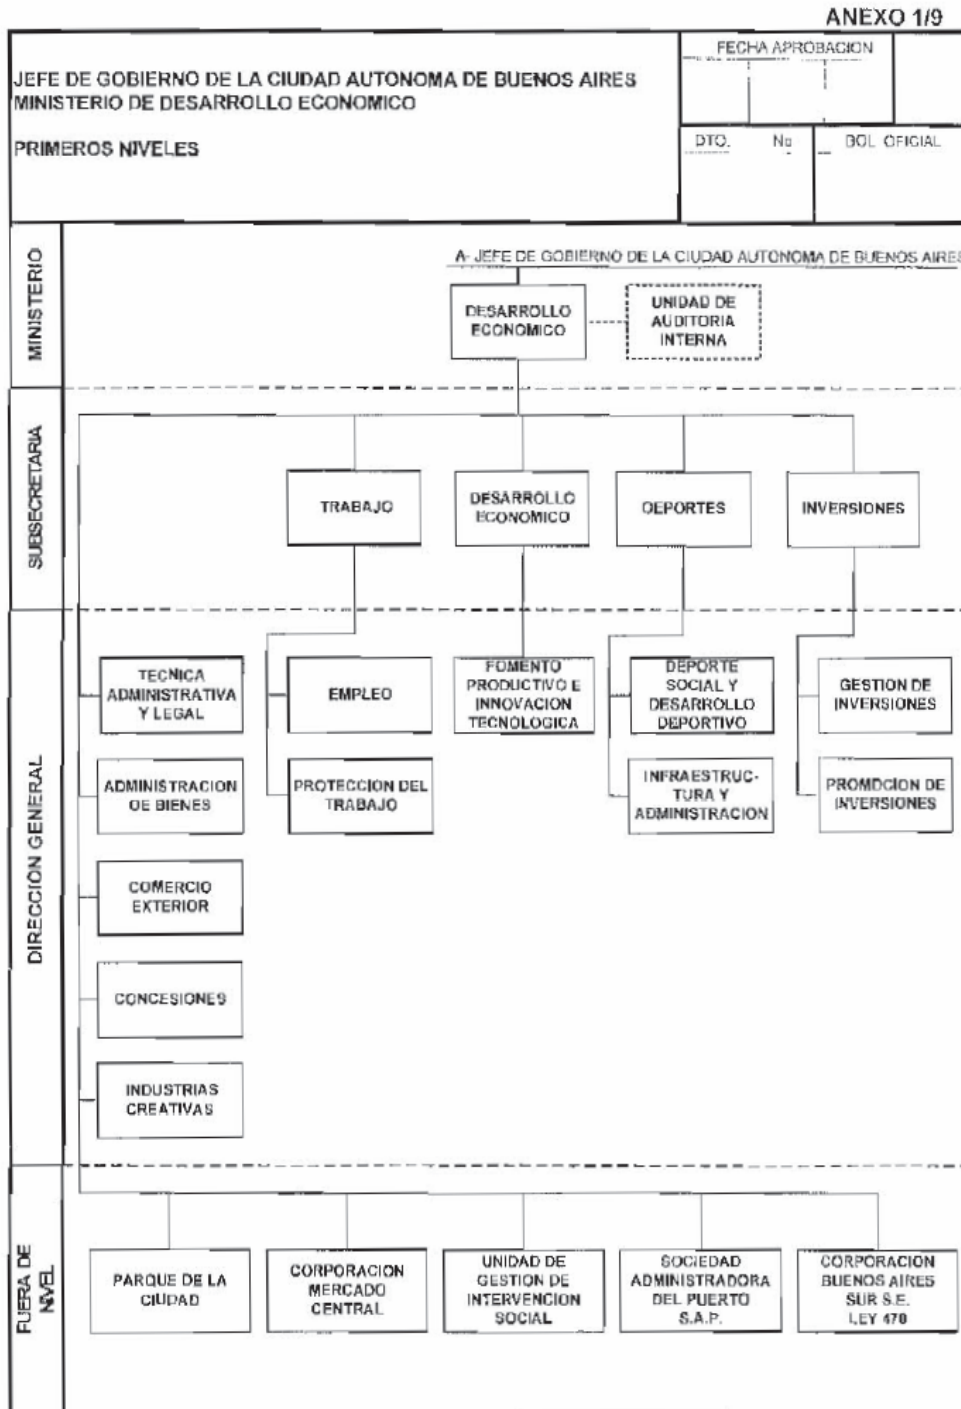 ANEXO 1/9
JEFE DE GOBIERNO DE LA CIUDAD AUTONOMA DE BUENOS AIRES
MINISTERIO DE DESARROLLO ECONOMICO
PRIMEROS NIVELES
FECHA APROBACION
DTO. No
BOL OFICIAL
MINISTERIO
A- JEFE DE GOBIERNO DE LA CIUDAD AUTONOMA DE BUENOS AIRES
DESARROLLO
ECONOMICO
UNIDAD DE
AUDITORIA
INTERNA
SUBSECRETARIA
TRABAJO
DESARROLLO
ECONOMICO
DEPORTES
INVERSIONES
DIRECCIÓN GENERAL
TECNICA
ADMINISTRATIVA
Y LEGAL
EMPLEO
FOMENTO
PRODUCTIVO E
INNOVACION
TECNOLOGICA
DEPORTE
SOCIAL Y
DESARROLLO
DEPORTIVO
GESTION DE
INVERSIONES
ADMINISTRACION
DE BIENES
PROTECCION DEL
TRABAJO
INFRAESTRUC-
TURA Y
ADMINISTRACION
PROMOCION DE
INVERSIONES
COMERCIO
EXTERIOR
CONCESIONES
INDUSTRIAS
CREATIVAS
FUERA DE
NIVEL
PARQUE DE LA
CIUDAD
CORPORACION
MERCADO
CENTRAL
UNIDAD DE
GESTION DE
INTERVENCION
SOCIAL
SOCIEDAD
ADMINISTRADORA
DEL PUERTO
S.A.P.
CORPORACION
BUENOS AIRES
SUR S.E.
LEY 470